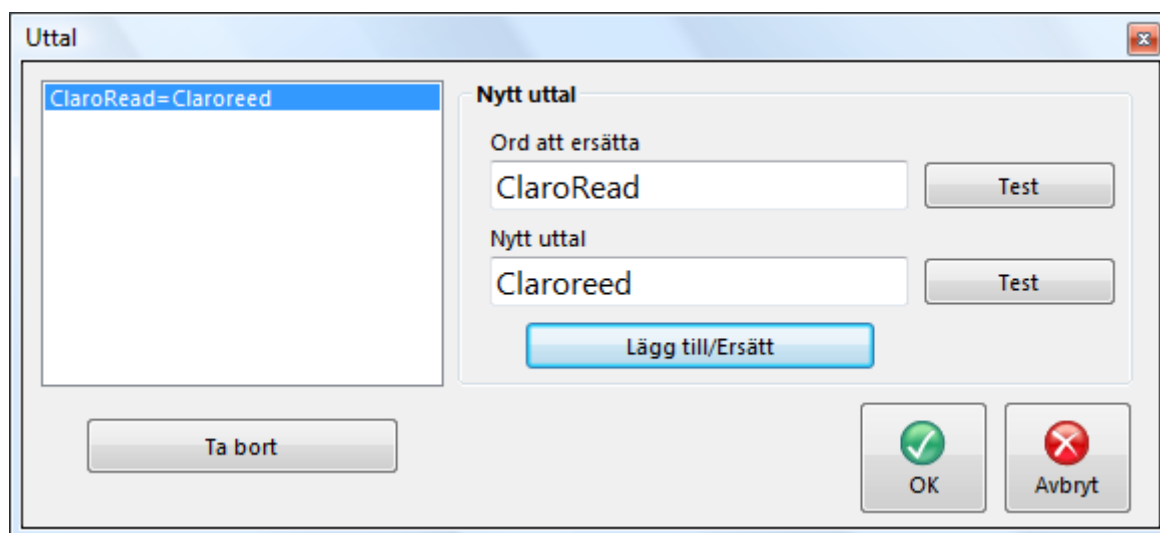 Uttal
ClaroRead=Claroreed
Nytt uttal
Ord att ersätta
ClaroRead
Test
Nytt uttal
Claroreed
Test
Lägg till/Ersätt
Ta bort
OK
Avbryt